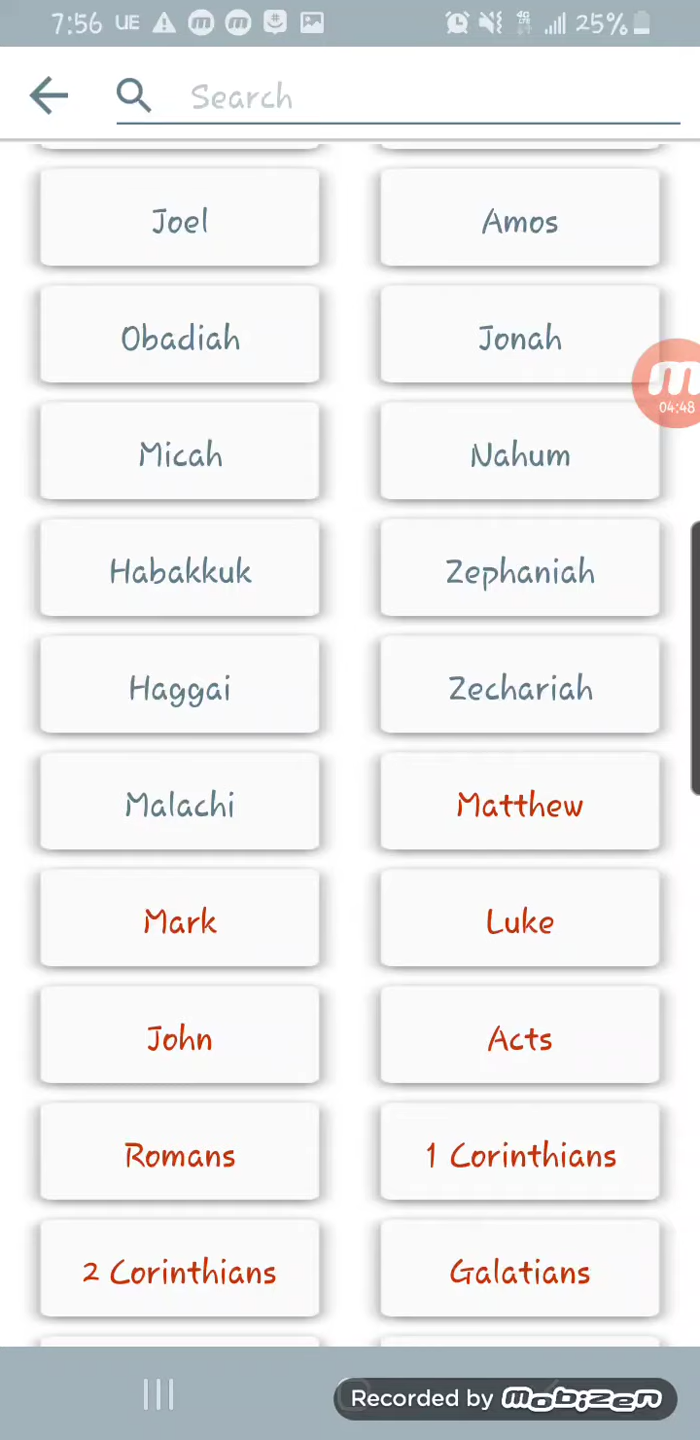 7:56 UE 25%
Search
Joel Amos
Obadiah Jonah
04:48
Micah Nahum
Habakkuk Zephaniah
Haggai Zechariah
Malachi Matthew
Mark Luke
John Acts
Romans 1 Corinthians
2 Corinthians Galatians
Recorded by mobizen